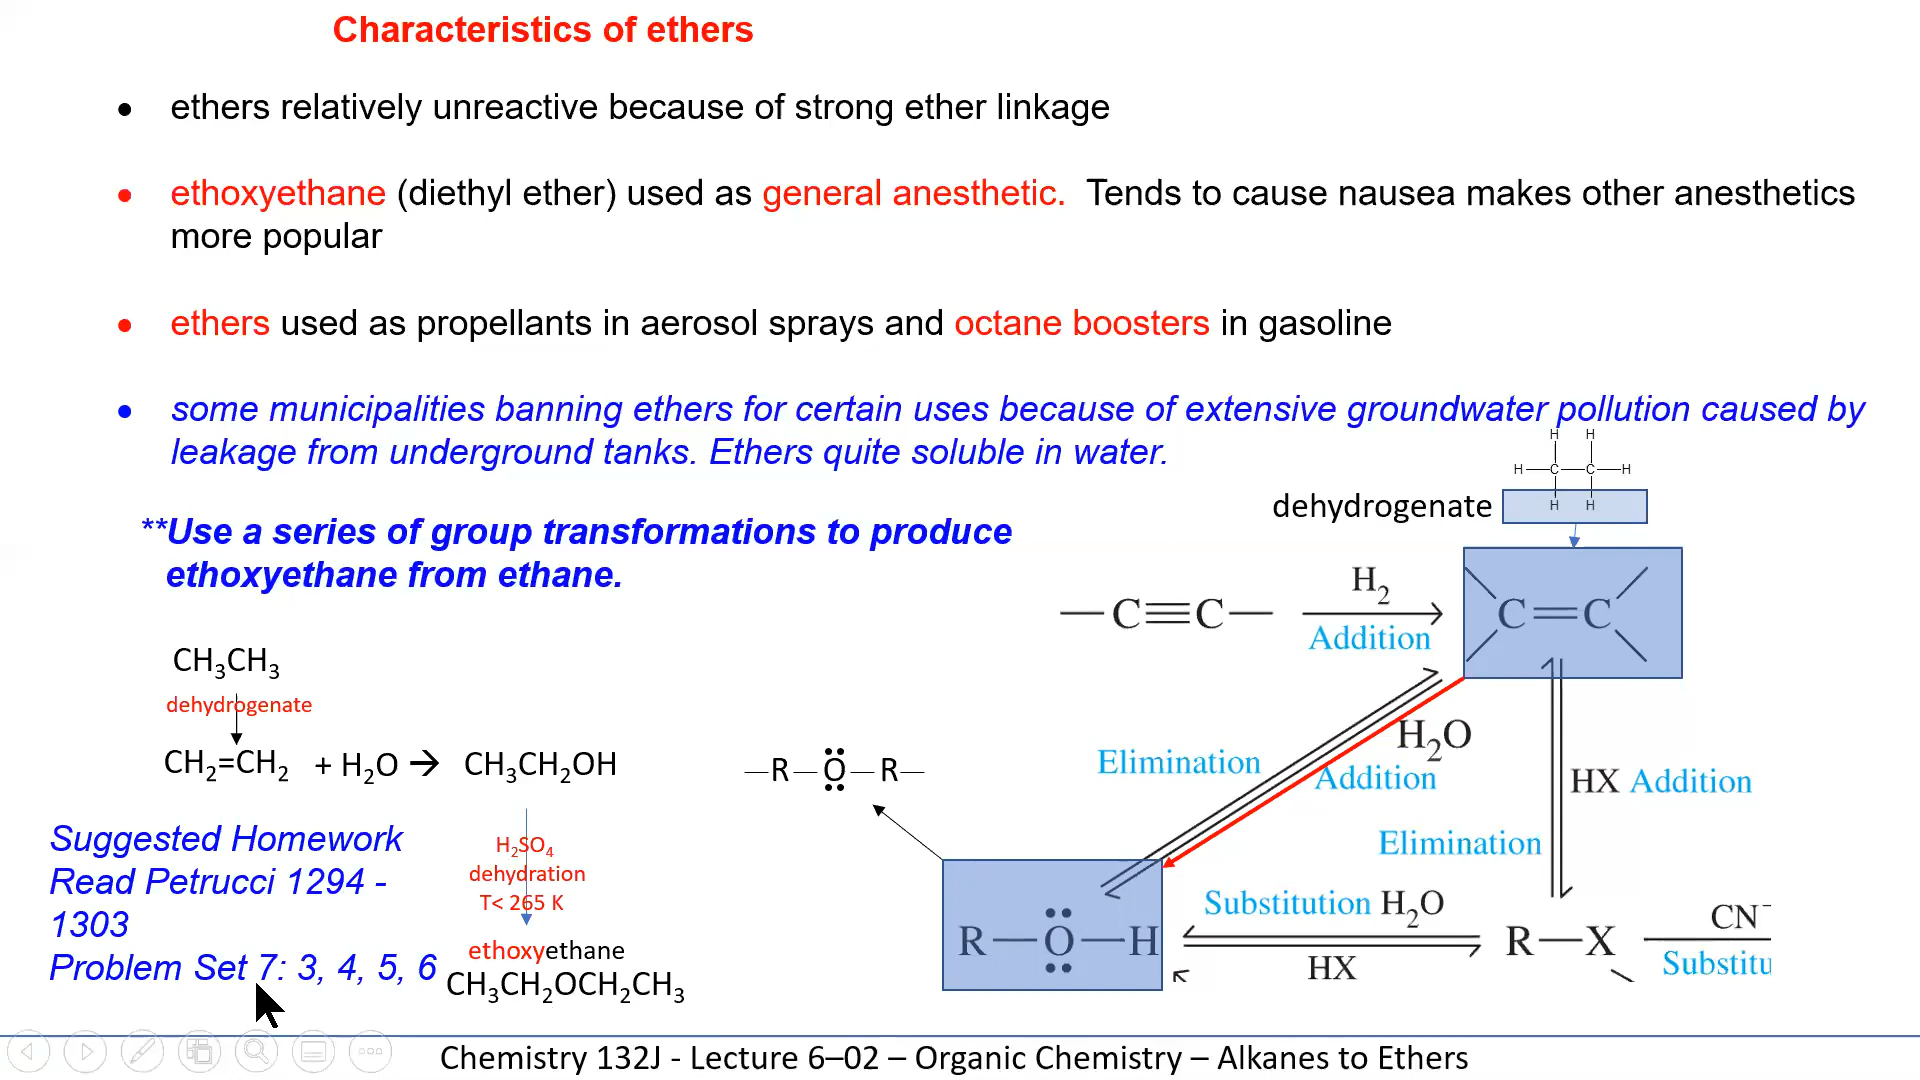 Characteristics of ethers
• ethers relatively unreactive because of strong ether linkage
• ethoxyethane (diethyl ether) used as general anesthetic. Tends to cause nausea makes other anesthetics
more popular
• ethers used as propellants in aerosol sprays and octane boosters in gasoline
• some municipalities banning ethers for certain uses because of extensive groundwater pollution caused by
leakage from underground tanks. Ethers quite soluble in water.
H H
H—C—C—H
H H
dehydrogenate
**Use a series of group transformations to produce
ethoxyethane from ethane.
—C≡C—
H₂
Addition
C=C
CH₃CH₃
dehydrogenate
CH₂=CH₂ + H₂O → CH₃CH₂OH
—R—O—R—
Elimination
H₂O
Addition
HX Addition
Elimination
Suggested Homework
Read Petrucci 1294 -
1303
Problem Set 7: 3, 4, 5, 6
H₂SO₄
dehydration
T< 265 K
ethoxyethane
CH₃CH₂OCH₂CH₃
R—O—H
Substitution H₂O
HX
R—X
CN⁻
Substitu
Chemistry 132J - Lecture 6–02 – Organic Chemistry – Alkanes to Ethers